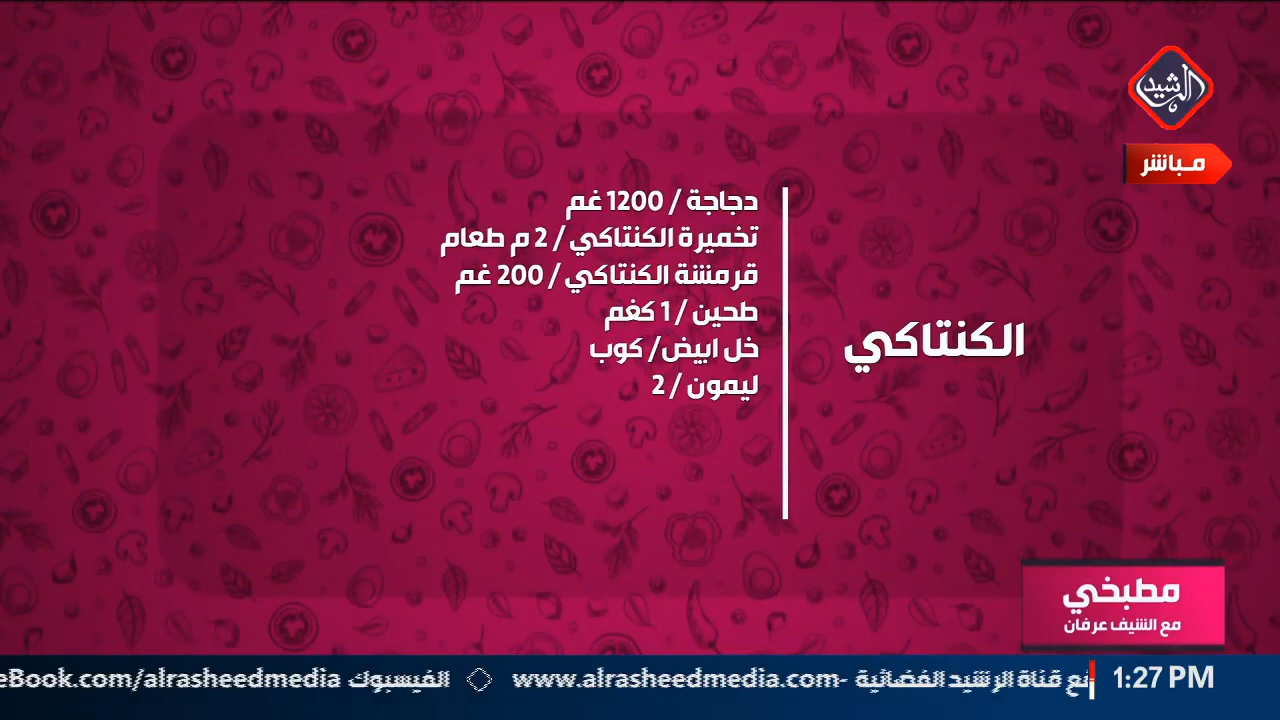 الرشيد
مباشر
الكنتاكي
دجاجة / 1200 غم
تخميرة الكنتاكي / 2 م طعام
قرمشة الكنتاكي / 200 غم
طحين / 1 كغم
خل ابيض/ كوب
ليمون / 2
مطبخي
مع الشيف عرفان
1:27 PM
قناة الرشيد الفضائية -www.alrasheedmedia.com ◇ الفيسبوك eBook.com/alrasheedmedia